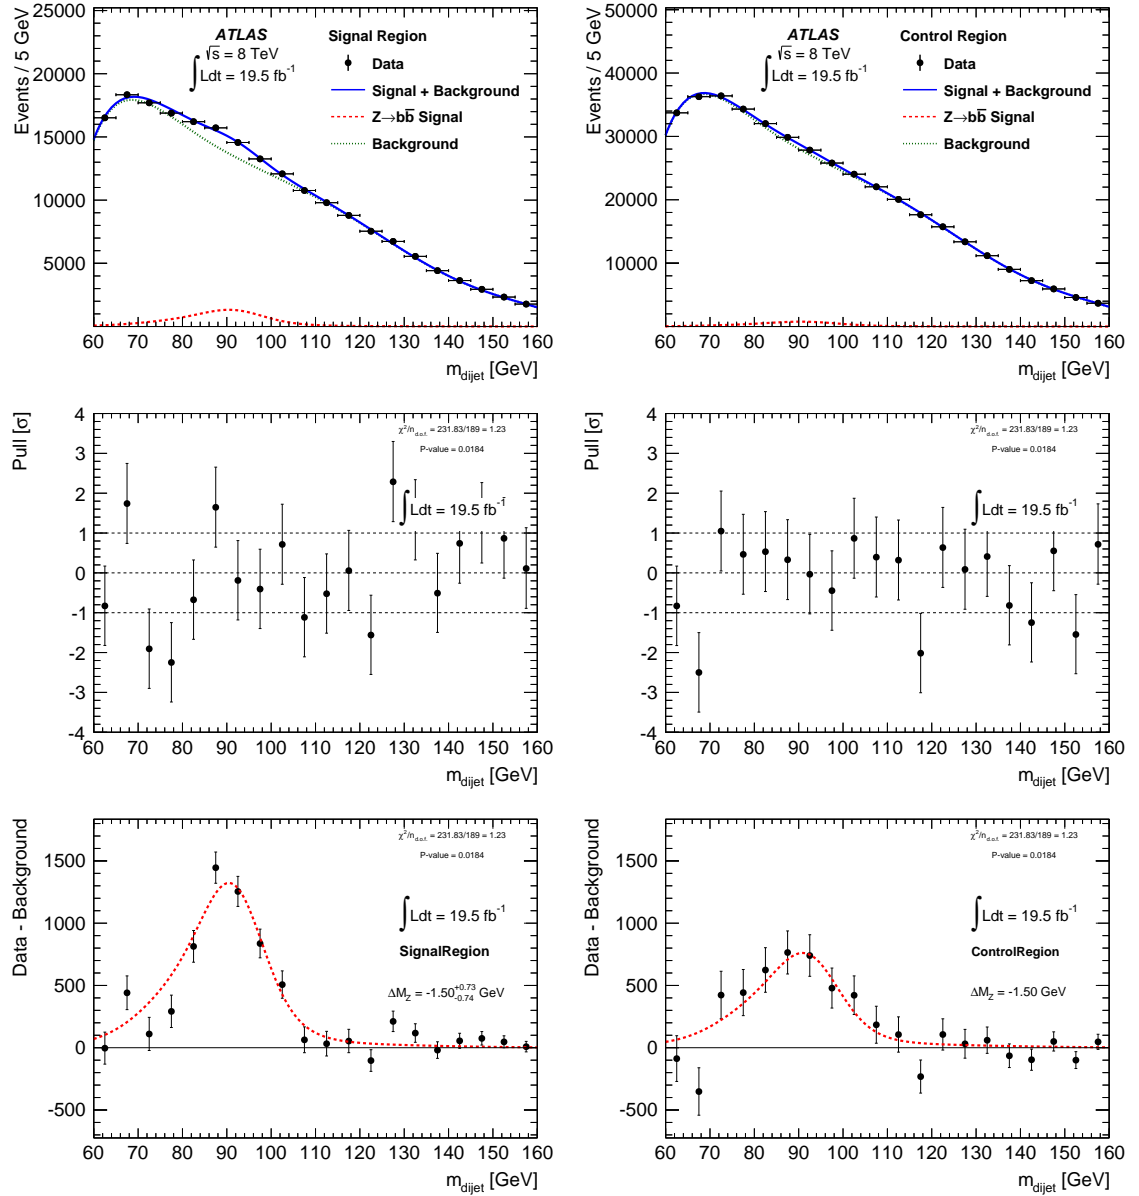 Events / 5 GeV
25000
20000
15000
10000
5000
ATLAS
√s = 8 TeV
∫ Ldt = 19.5 fb⁻¹
Signal Region
Data
Signal + Background
Z→bb̅ Signal
Background
60 70 80 90 100 110 120 130 140 150 160
m_dijet [GeV]
Events / 5 GeV
50000
40000
30000
20000
10000
ATLAS
√s = 8 TeV
∫ Ldt = 19.5 fb⁻¹
Control Region
Data
Signal + Background
Z→bb̅ Signal
Background
60 70 80 90 100 110 120 130 140 150 160
m_dijet [GeV]
Pull [σ]
4
3
2
1
0
-1
-2
-3
-4
χ²/n_d.o.f. = 231.83/189 = 1.23
P-value = 0.0184
∫ Ldt = 19.5 fb⁻¹
60 70 80 90 100 110 120 130 140 150 160
m_dijet [GeV]
Pull [σ]
4
3
2
1
0
-1
-2
-3
-4
χ²/n_d.o.f. = 231.83/189 = 1.23
P-value = 0.0184
∫ Ldt = 19.5 fb⁻¹
60 70 80 90 100 110 120 130 140 150 160
m_dijet [GeV]
Data - Background
1500
1000
500
0
-500
χ²/n_d.o.f. = 231.83/189 = 1.23
P-value = 0.0184
∫ Ldt = 19.5 fb⁻¹
SignalRegion
ΔM_Z = -1.50 +0.73 -0.74 GeV
60 70 80 90 100 110 120 130 140 150 160
m_dijet [GeV]
Data - Background
1500
1000
500
0
-500
χ²/n_d.o.f. = 231.83/189 = 1.23
P-value = 0.0184
∫ Ldt = 19.5 fb⁻¹
ControlRegion
ΔM_Z = -1.50 GeV
60 70 80 90 100 110 120 130 140 150 160
m_dijet [GeV]